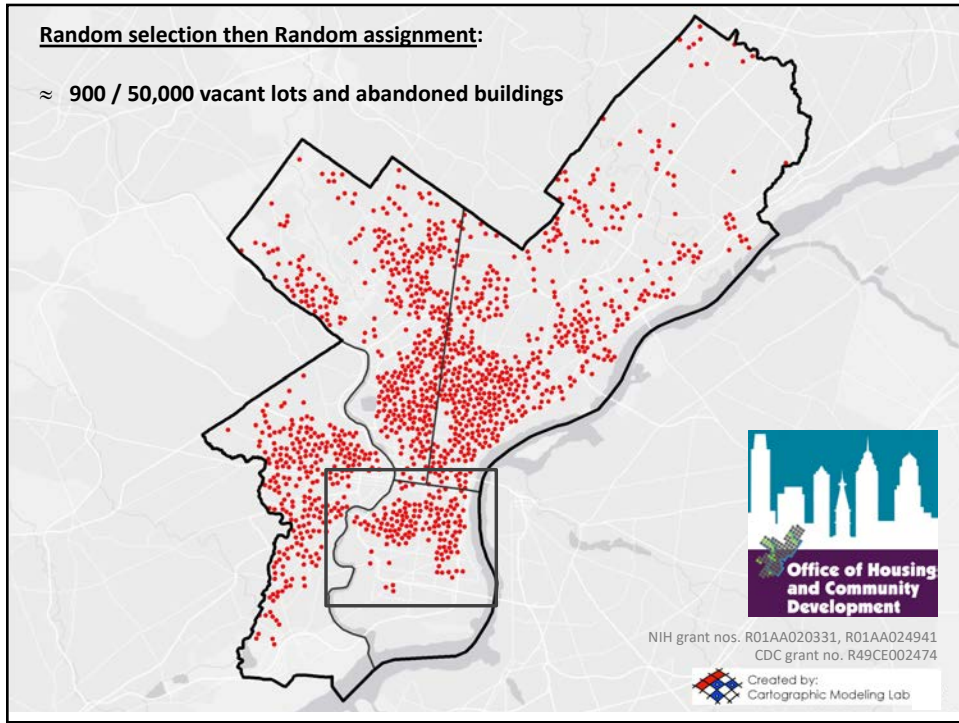 Random selection then Random assignment:
≈ 900 / 50,000 vacant lots and abandoned buildings
Office of Housing
and Community
Development
NIH grant nos. R01AA020331, R01AA024941
CDC grant no. R49CE002474
Created by:
Cartographic Modeling Lab